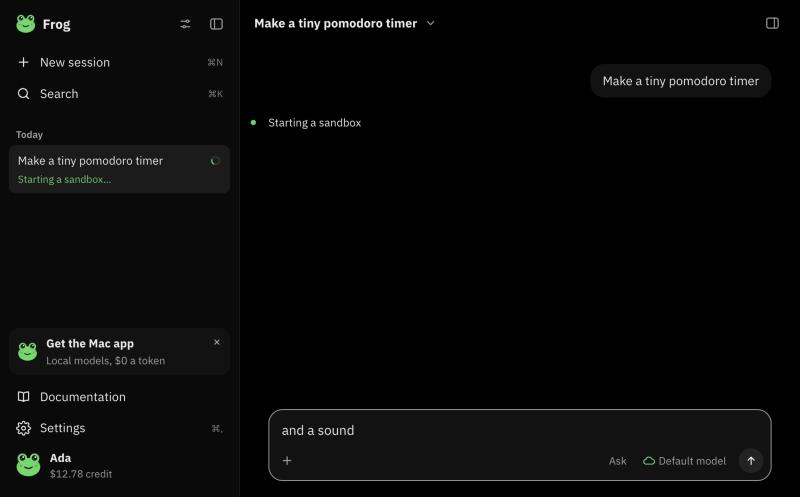 Frog
New session ⌘N
Search ⌘K
Today
Make a tiny pomodoro timer
Starting a sandbox...
Get the Mac app
Local models, $0 a token
Documentation
Settings ⌘,
Ada
$12.78 credit
Make a tiny pomodoro timer
Make a tiny pomodoro timer
Starting a sandbox
and a sound
Ask Default model